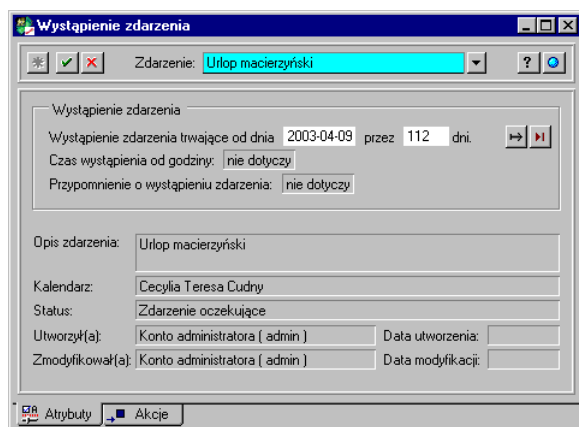 Wystąpienie zdarzenia
Zdarzenie: Urlop macierzyński ?
Wystąpienie zdarzenia
Wystąpienie zdarzenia trwające od dnia 2003-04-09 przez 112 dni.
Czas wystąpienia od godziny: nie dotyczy
Przypomnienie o wystąpieniu zdarzenia: nie dotyczy
Opis zdarzenia: Urlop macierzyński
Kalendarz: Cecylia Teresa Cudny
Status: Zdarzenie oczekujące
Utworzył(a): Konto administratora ( admin ) Data utworzenia:
Zmodyfikował(a): Konto administratora ( admin ) Data modyfikacji:
Atrybuty Akcje